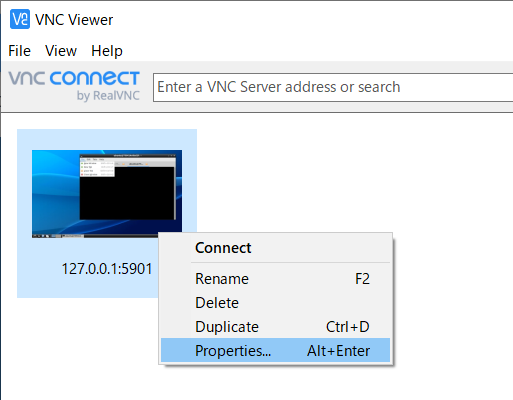 VNC Viewer
File View Help
vnc connect
by RealVNC
Enter a VNC Server address or search
127.0.0.1:5901
Connect
Rename F2
Delete
Duplicate Ctrl+D
Properties... Alt+Enter